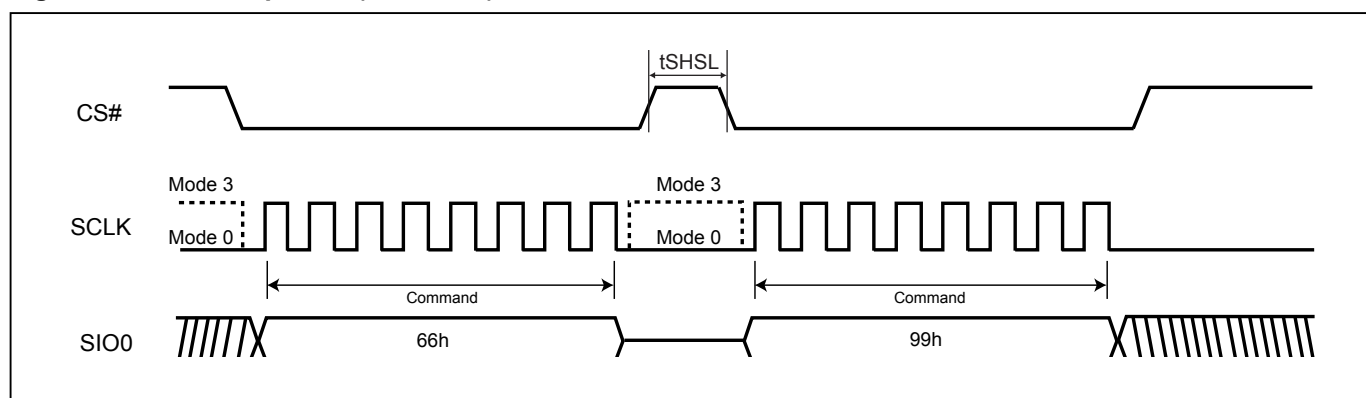 tSHSL
CS#
Mode 3
Mode 3
SCLK
Mode 0
Mode 0
Command
Command
SIO0
66h
99h